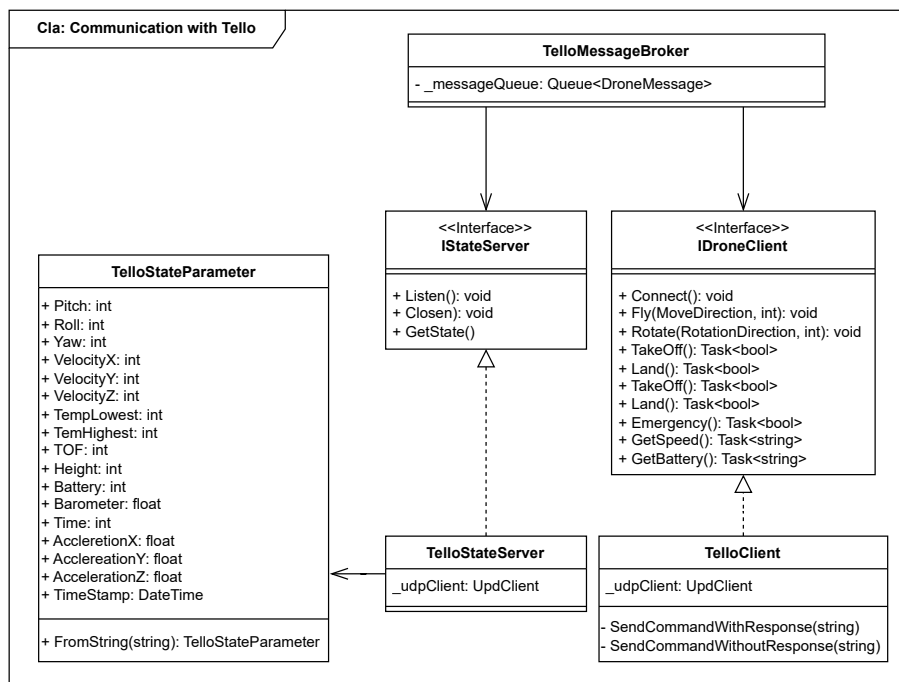 Cla: Communication with Tello
TelloMessageBroker
- _messageQueue: Queue<DroneMessage>
<<Interface>>
IStateServer
+ Listen(): void
+ Closen(): void
+ GetState()
<<Interface>>
IDroneClient
+ Connect(): void
+ Fly(MoveDirection, int): void
+ Rotate(RotationDirection, int): void
+ TakeOff(): Task<bool>
+ Land(): Task<bool>
+ TakeOff(): Task<bool>
+ Land(): Task<bool>
+ Emergency(): Task<bool>
+ GetSpeed(): Task<string>
+ GetBattery(): Task<string>
TelloStateParameter
+ Pitch: int
+ Roll: int
+ Yaw: int
+ VelocityX: int
+ VelocityY: int
+ VelocityZ: int
+ TempLowest: int
+ TemHighest: int
+ TOF: int
+ Height: int
+ Battery: int
+ Barometer: float
+ Time: int
+ AccleretionX: float
+ AcclereationY: float
+ AccelerationZ: float
+ TimeStamp: DateTime
+ FromString(string): TelloStateParameter
TelloStateServer
_udpClient: UpdClient
TelloClient
_udpClient: UpdClient
- SendCommandWithResponse(string)
- SendCommandWithoutResponse(string)